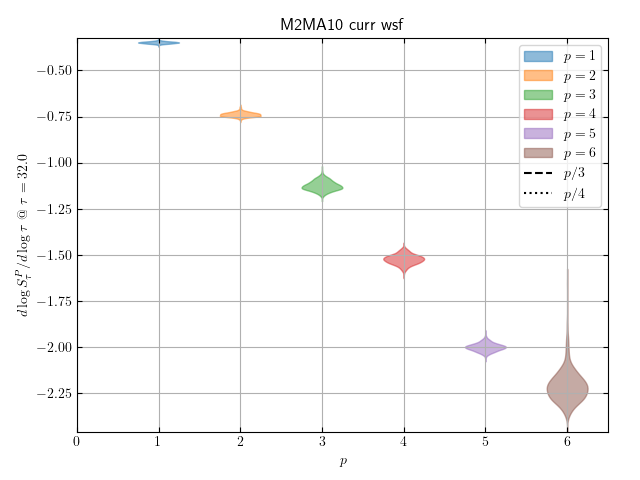 M2MA10 curr wsf
d log S_τ^p / d log τ @ τ = 32.0
−0.50
−0.75
−1.00
−1.25
−1.50
−1.75
−2.00
−2.25
p = 1
p = 2
p = 3
p = 4
p = 5
p = 6
p/3
p/4
0 1 2 3 4 5 6
p